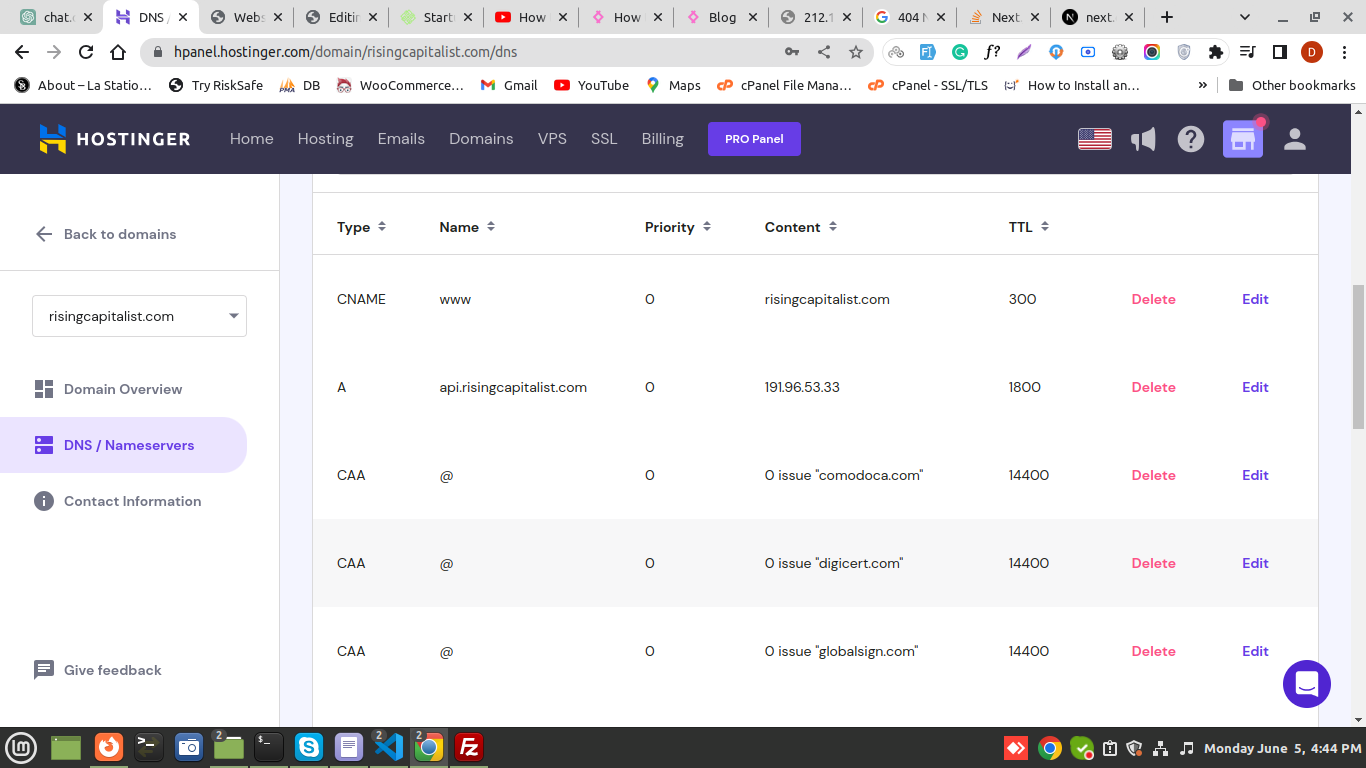 chat.
DNS /
Webs
Editin
Start
How
How
Blog
212.1
404 N
Next.
next.
hpanel.hostinger.com/domain/risingcapitalist.com/dns
D
About – La Statio…
Try RiskSafe
DB
WooCommerce…
Gmail
YouTube
Maps
cPanel File Mana…
cPanel - SSL/TLS
How to Install an…
»
Other bookmarks
HOSTINGER
Home
Hosting
Emails
Domains
VPS
SSL
Billing
PRO Panel
Back to domains
risingcapitalist.com
Domain Overview
DNS / Nameservers
Contact Information
Give feedback
Type Name Priority Content TTL
CNAME www 0 risingcapitalist.com 300 Delete Edit
A api.risingcapitalist.com 0 191.96.53.33 1800 Delete Edit
CAA @ 0 0 issue "comodoca.com" 14400 Delete Edit
CAA @ 0 0 issue "digicert.com" 14400 Delete Edit
CAA @ 0 0 issue "globalsign.com" 14400 Delete Edit
2
2
2
Monday June 5, 4:44 PM